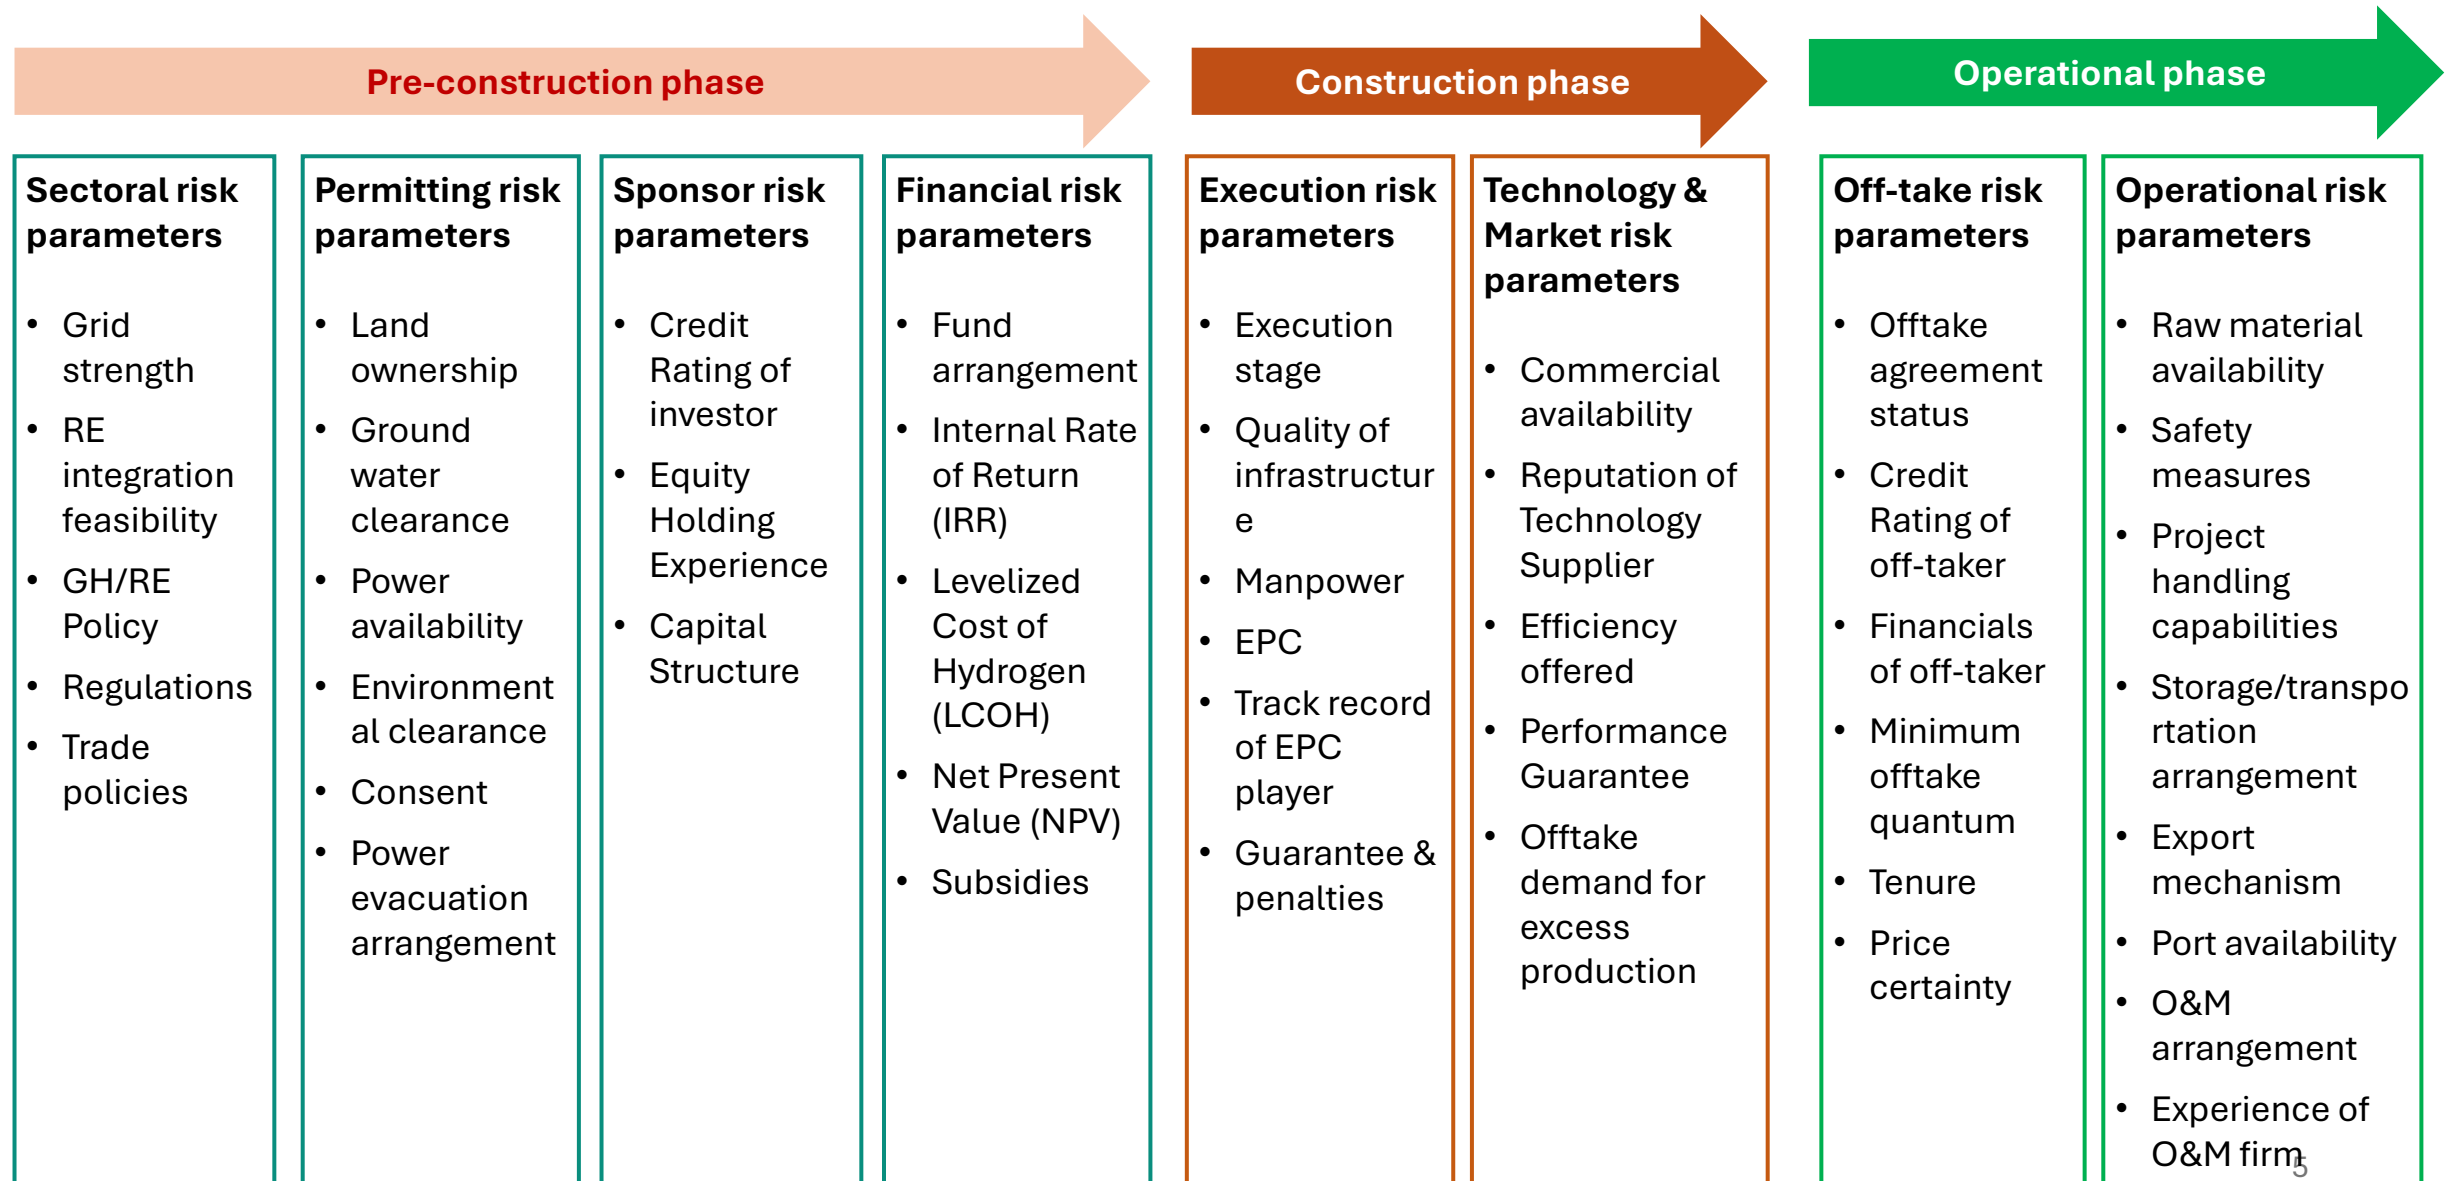 Pre-construction phase
Construction phase
Operational phase
Sectoral risk
parameters
• Grid
strength
• RE
integration
feasibility
• GH/RE
Policy
• Regulations
• Trade
policies
Permitting risk
parameters
• Land
ownership
• Ground
water
clearance
• Power
availability
• Environment
al clearance
• Consent
• Power
evacuation
arrangement
Sponsor risk
parameters
• Credit
Rating of
investor
• Equity
Holding
Experience
• Capital
Structure
Financial risk
parameters
• Fund
arrangement
• Internal Rate
of Return
(IRR)
• Levelized
Cost of
Hydrogen
(LCOH)
• Net Present
Value (NPV)
• Subsidies
Execution risk
parameters
• Execution
stage
• Quality of
infrastructur
e
• Manpower
• EPC
• Track record
of EPC
player
• Guarantee &
penalties
Technology &
Market risk
parameters
• Commercial
availability
• Reputation of
Technology
Supplier
• Efficiency
offered
• Performance
Guarantee
• Offtake
demand for
excess
production
Off-take risk
parameters
• Offtake
agreement
status
• Credit
Rating of
off-taker
• Financials
of off-taker
• Minimum
offtake
quantum
• Tenure
• Price
certainty
Operational risk
parameters
• Raw material
availability
• Safety
measures
• Project
handling
capabilities
• Storage/transpo
rtation
arrangement
• Export
mechanism
• Port availability
• O&M
arrangement
• Experience of
O&M firm
5